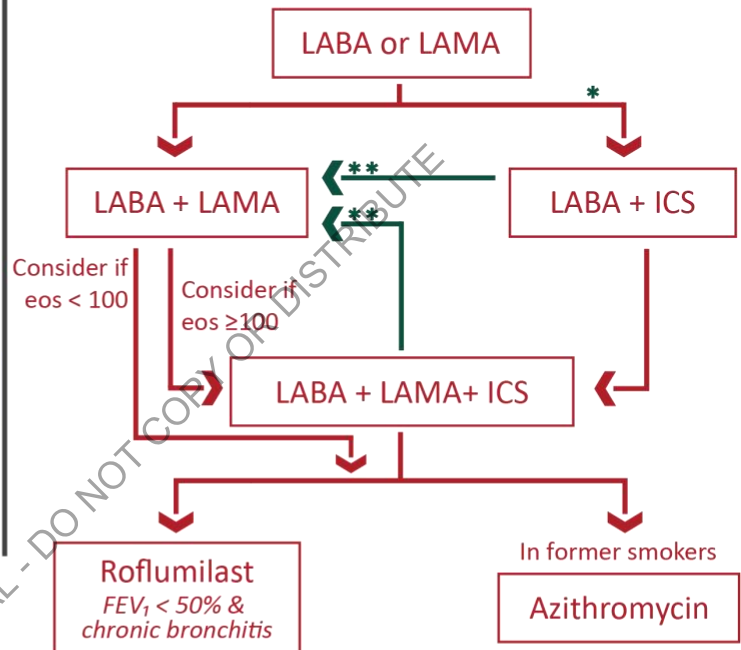 LABA or LAMA
*
LABA + LAMA
**
**
LABA + ICS
Consider if
eos < 100
Consider if
eos ≥100
LABA + LAMA+ ICS
Roflumilast
FEV₁ < 50% &
chronic bronchitis
In former smokers
Azithromycin
AL - DO NOT COPY OR DISTRIBUTE